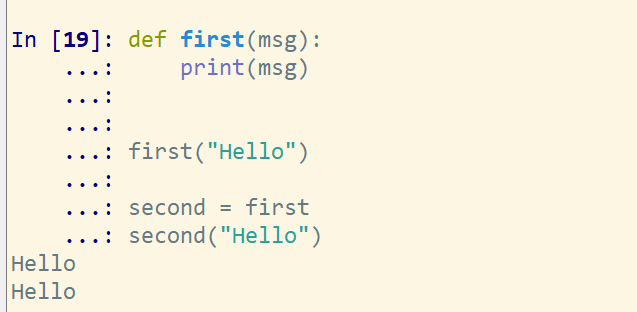 In [19]: def first(msg):
    ...:     print(msg)
    ...:
    ...:
    ...: first("Hello")
    ...:
    ...: second = first
    ...: second("Hello")
Hello
Hello